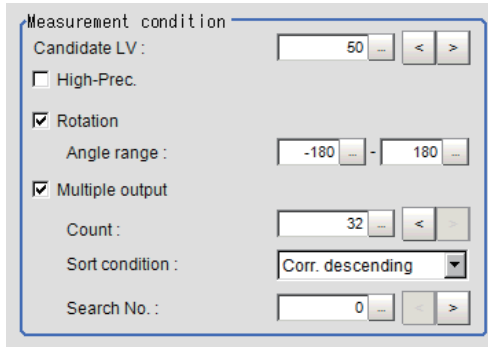 Measurement condition
Candidate LV : 50 ... < >
High-Prec.
Rotation
Angle range : -180 ... - 180 ...
Multiple output
Count : 32 ... < >
Sort condition : Corr. descending
Search No. : 0 ... < >